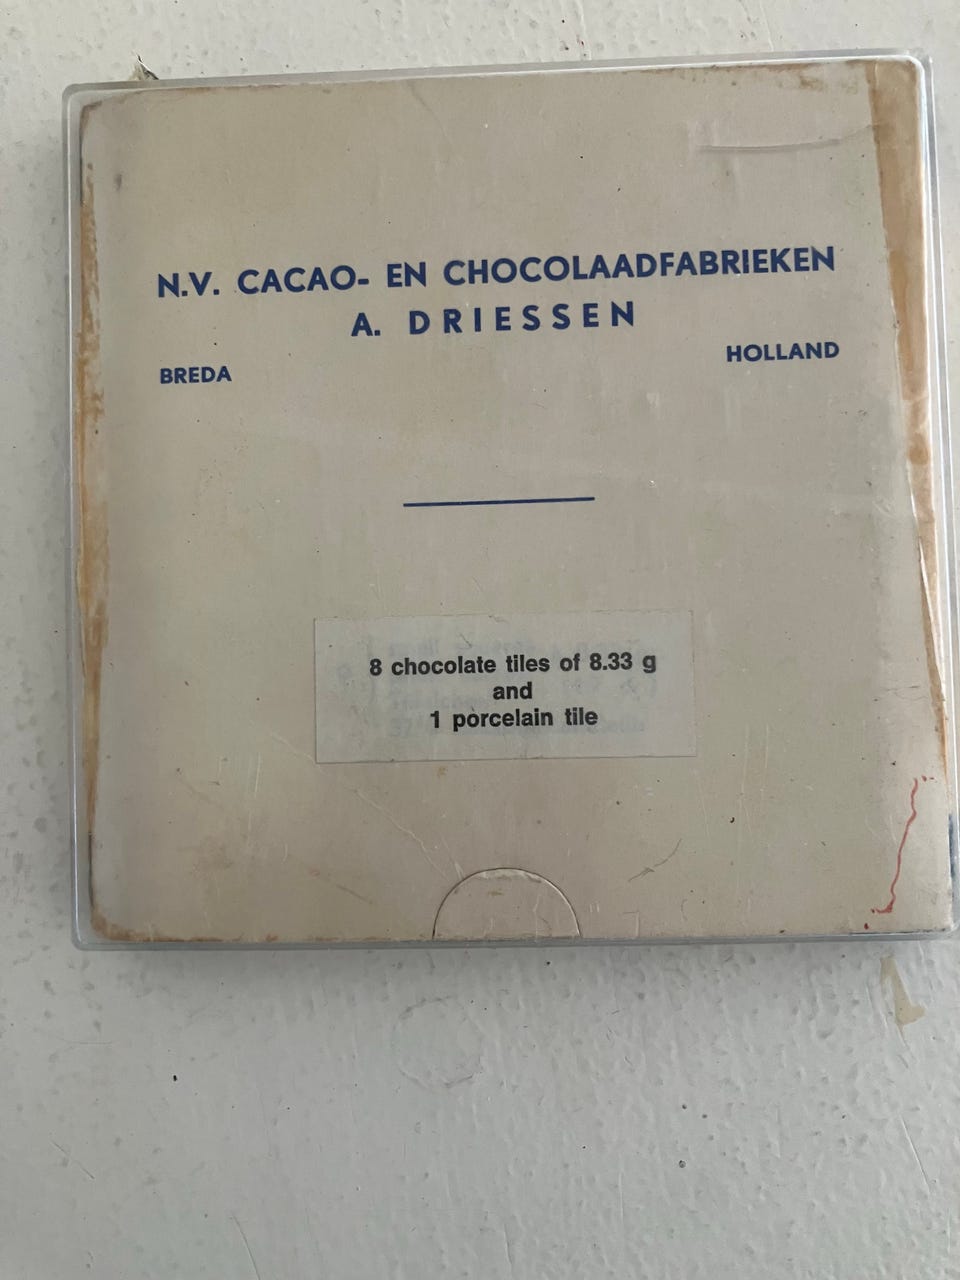 N.V. CACAO- EN CHOCOLAADFABRIEKEN
A. DRIESSEN
BREDA HOLLAND
8 chocolate tiles of 8.33 g
and
1 porcelain tile